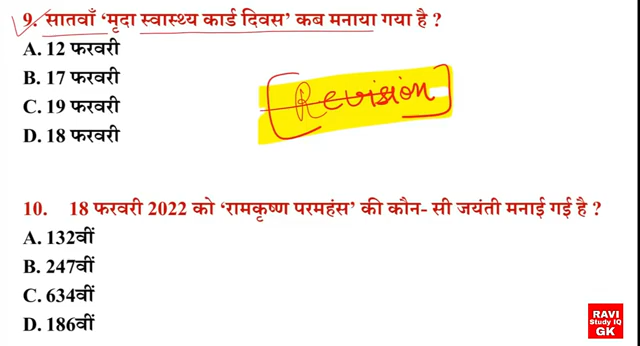 9. सातवाँ ‘मृदा स्वास्थ्य कार्ड दिवस’ कब मनाया गया है ?
A. 12 फरवरी
B. 17 फरवरी
C. 19 फरवरी
D. 18 फरवरी
Revision
10. 18 फरवरी 2022 को ‘रामकृष्ण परमहंस’ की कौन- सी जयंती मनाई गई है ?
A. 132वीं
B. 247वीं
C. 634वीं
D. 186वीं
RAVI
Study IQ
GK